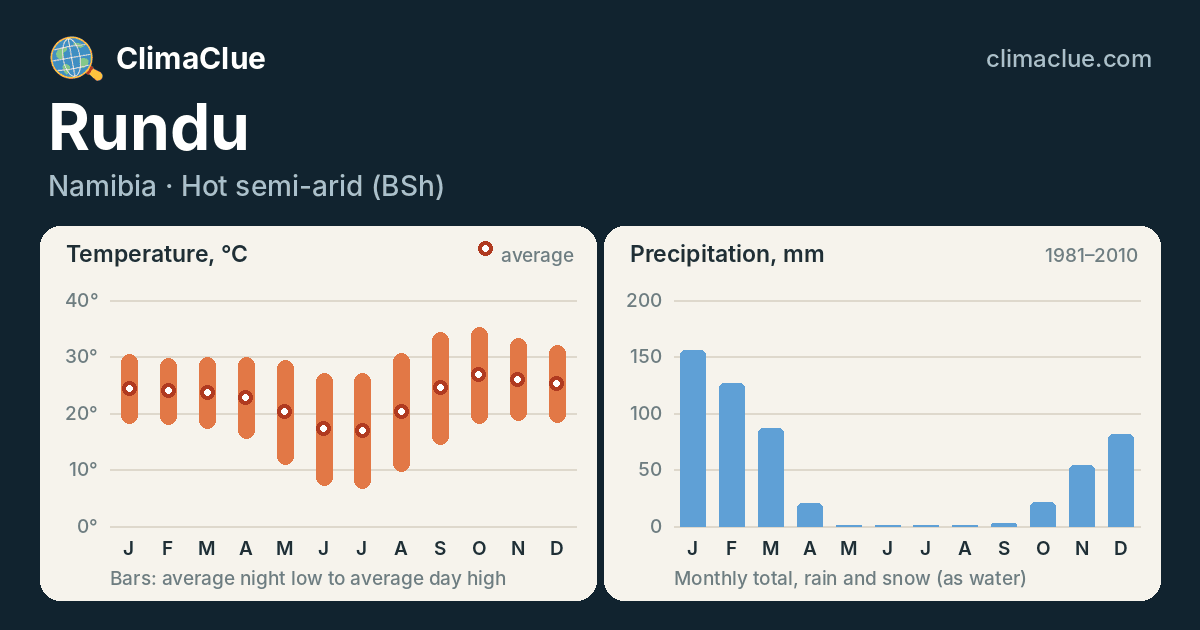 ClimaClue
climaclue.com
Rundu
Namibia · Hot semi-arid (BSh)
Temperature, °C
average
40°
30°
20°
10°
0°
J F M A M J J A S O N D
Bars: average night low to average day high
Precipitation, mm
1981–2010
200
150
100
50
0
J F M A M J J A S O N D
Monthly total, rain and snow (as water)